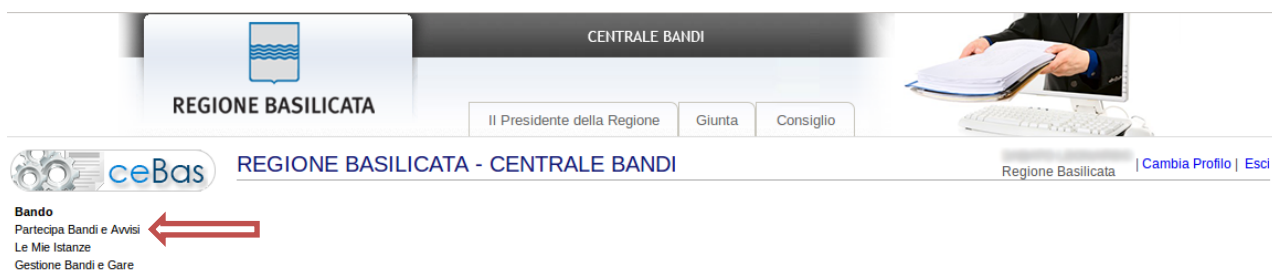 CENTRALE BANDI
REGIONE BASILICATA
Il Presidente della Regione Giunta Consiglio
ceBas
REGIONE BASILICATA - CENTRALE BANDI
| Cambia Profilo | Esci
Regione Basilicata
Bando
Partecipa Bandi e Avvisi
Le Mie Istanze
Gestione Bandi e Gare